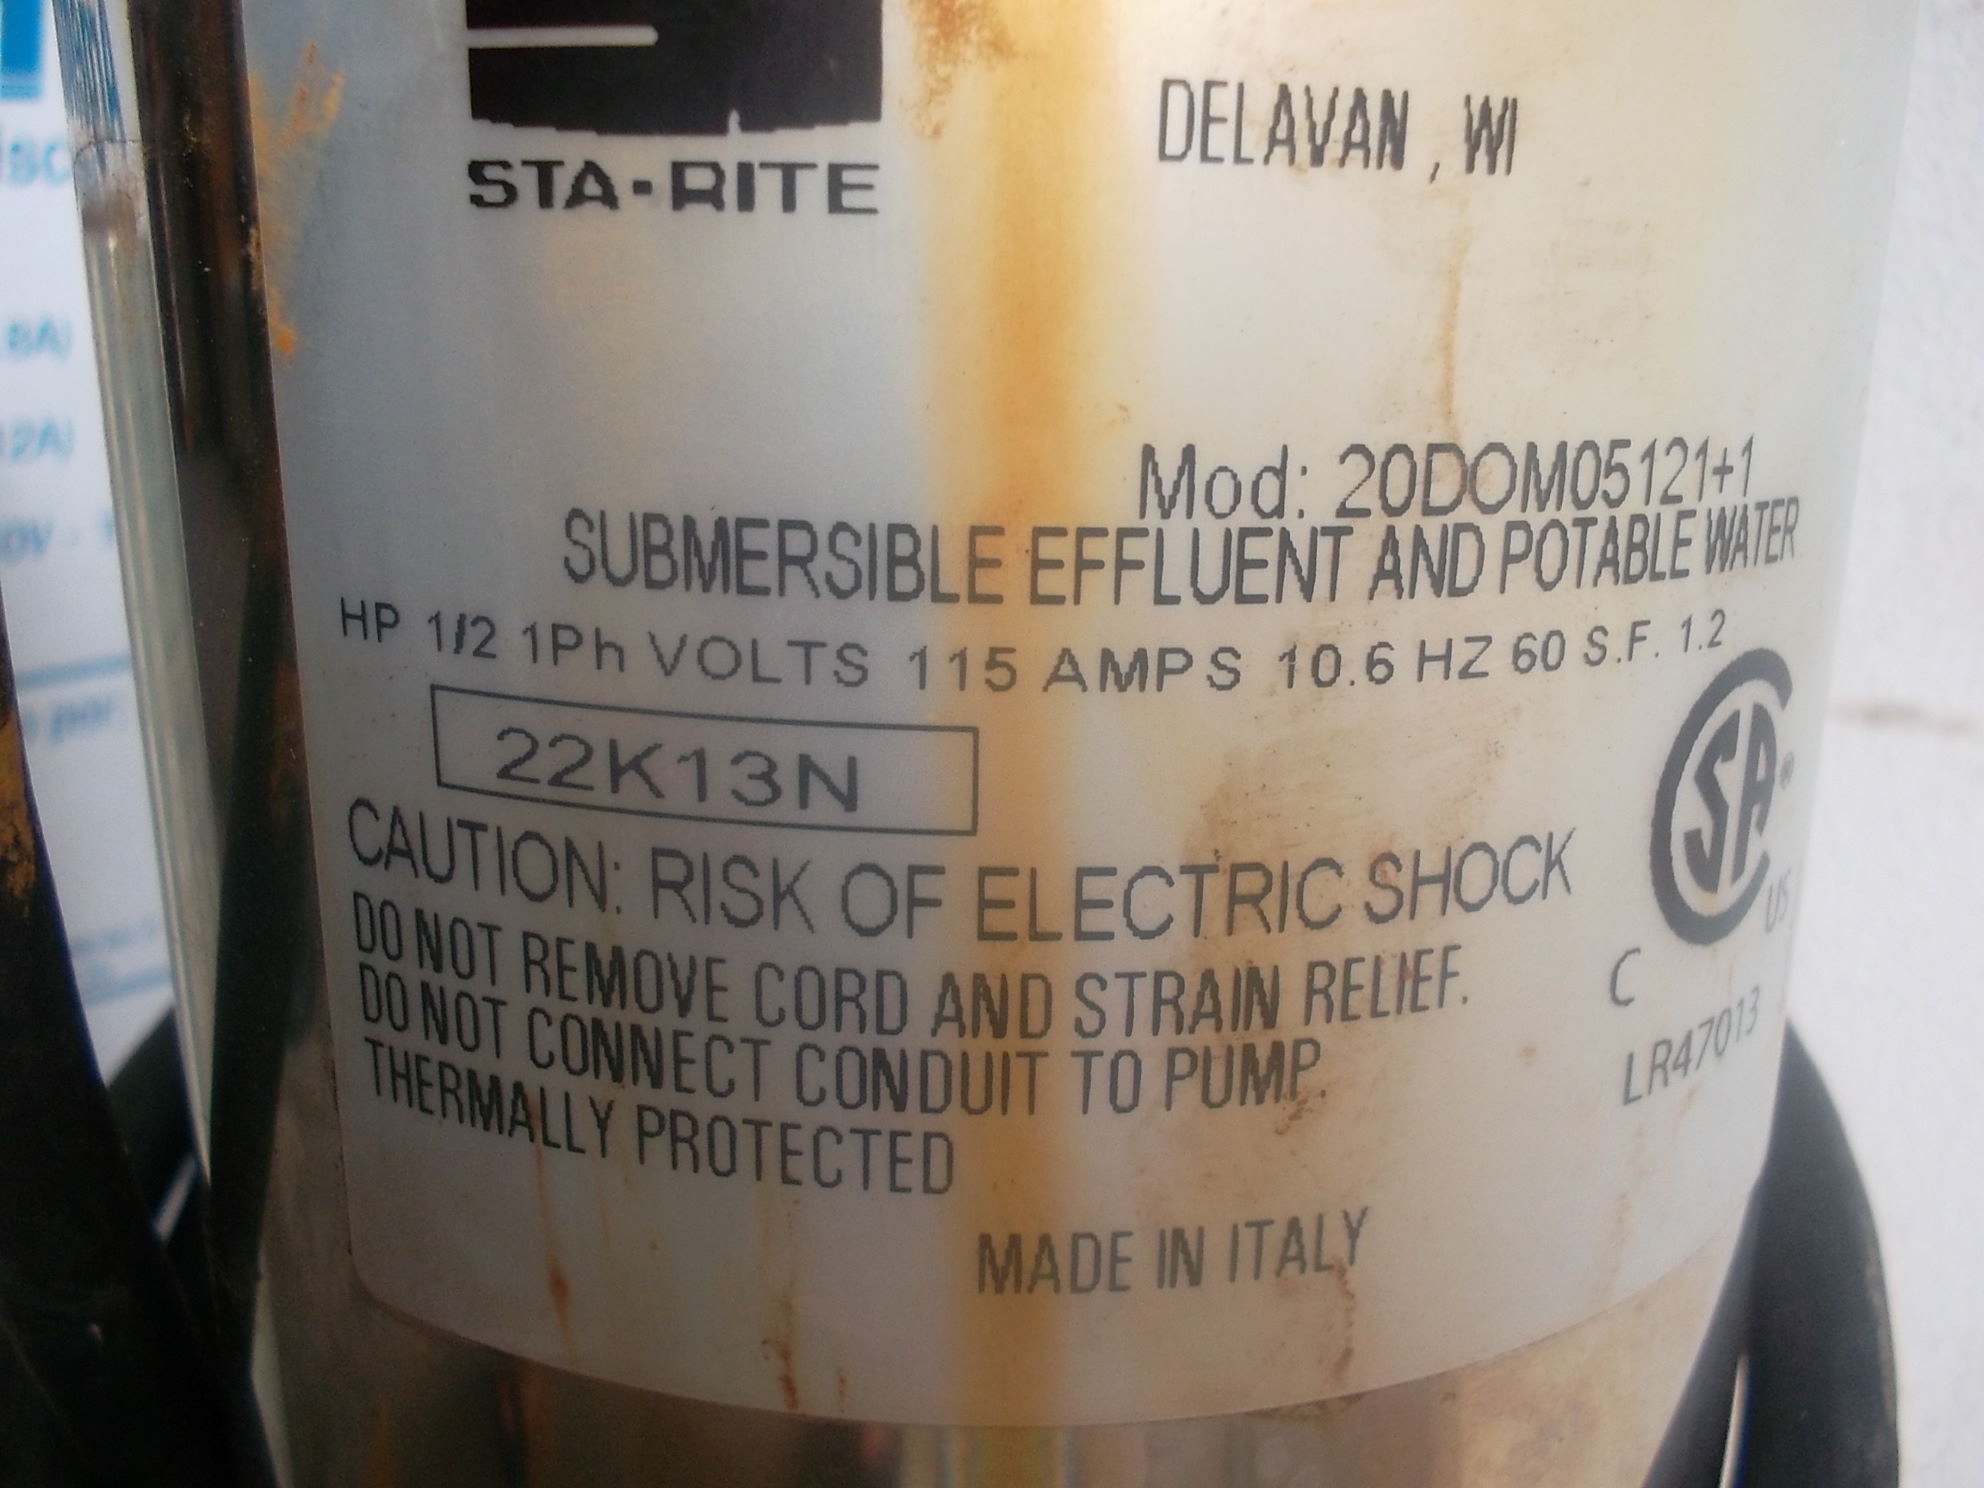 STA-RITE
DELAVAN , WI
Mod: 20DOM05121+1
SUBMERSIBLE EFFLUENT AND POTABLE WATER
HP 1/2 1Ph VOLTS 115 AMPS 10.6 HZ 60 S.F. 1.2
22K13N
CAUTION: RISK OF ELECTRIC SHOCK
DO NOT REMOVE CORD AND STRAIN RELIEF.
DO NOT CONNECT CONDUIT TO PUMP.
THERMALLY PROTECTED
SA®
C US
LR47013
MADE IN ITALY
por